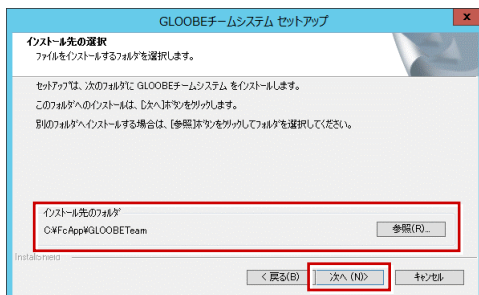 GLOOBEチームシステム セットアップ
x
インストール先の選択
ファイルをインストールするフォルダを選択します。
セットアップは、次のフォルダに GLOOBEチームシステム をインストールします。
このフォルダへのインストールは、[次へ]ボタンをクリックします。
別のフォルダへインストールする場合は、[参照]ボタンをクリックしてフォルダを選択してください。
インストール先のフォルダ
C:¥FcApp¥GLOOBETeam
参照(R)...
InstallShield
< 戻る(B)
次へ (N)>
キャンセル